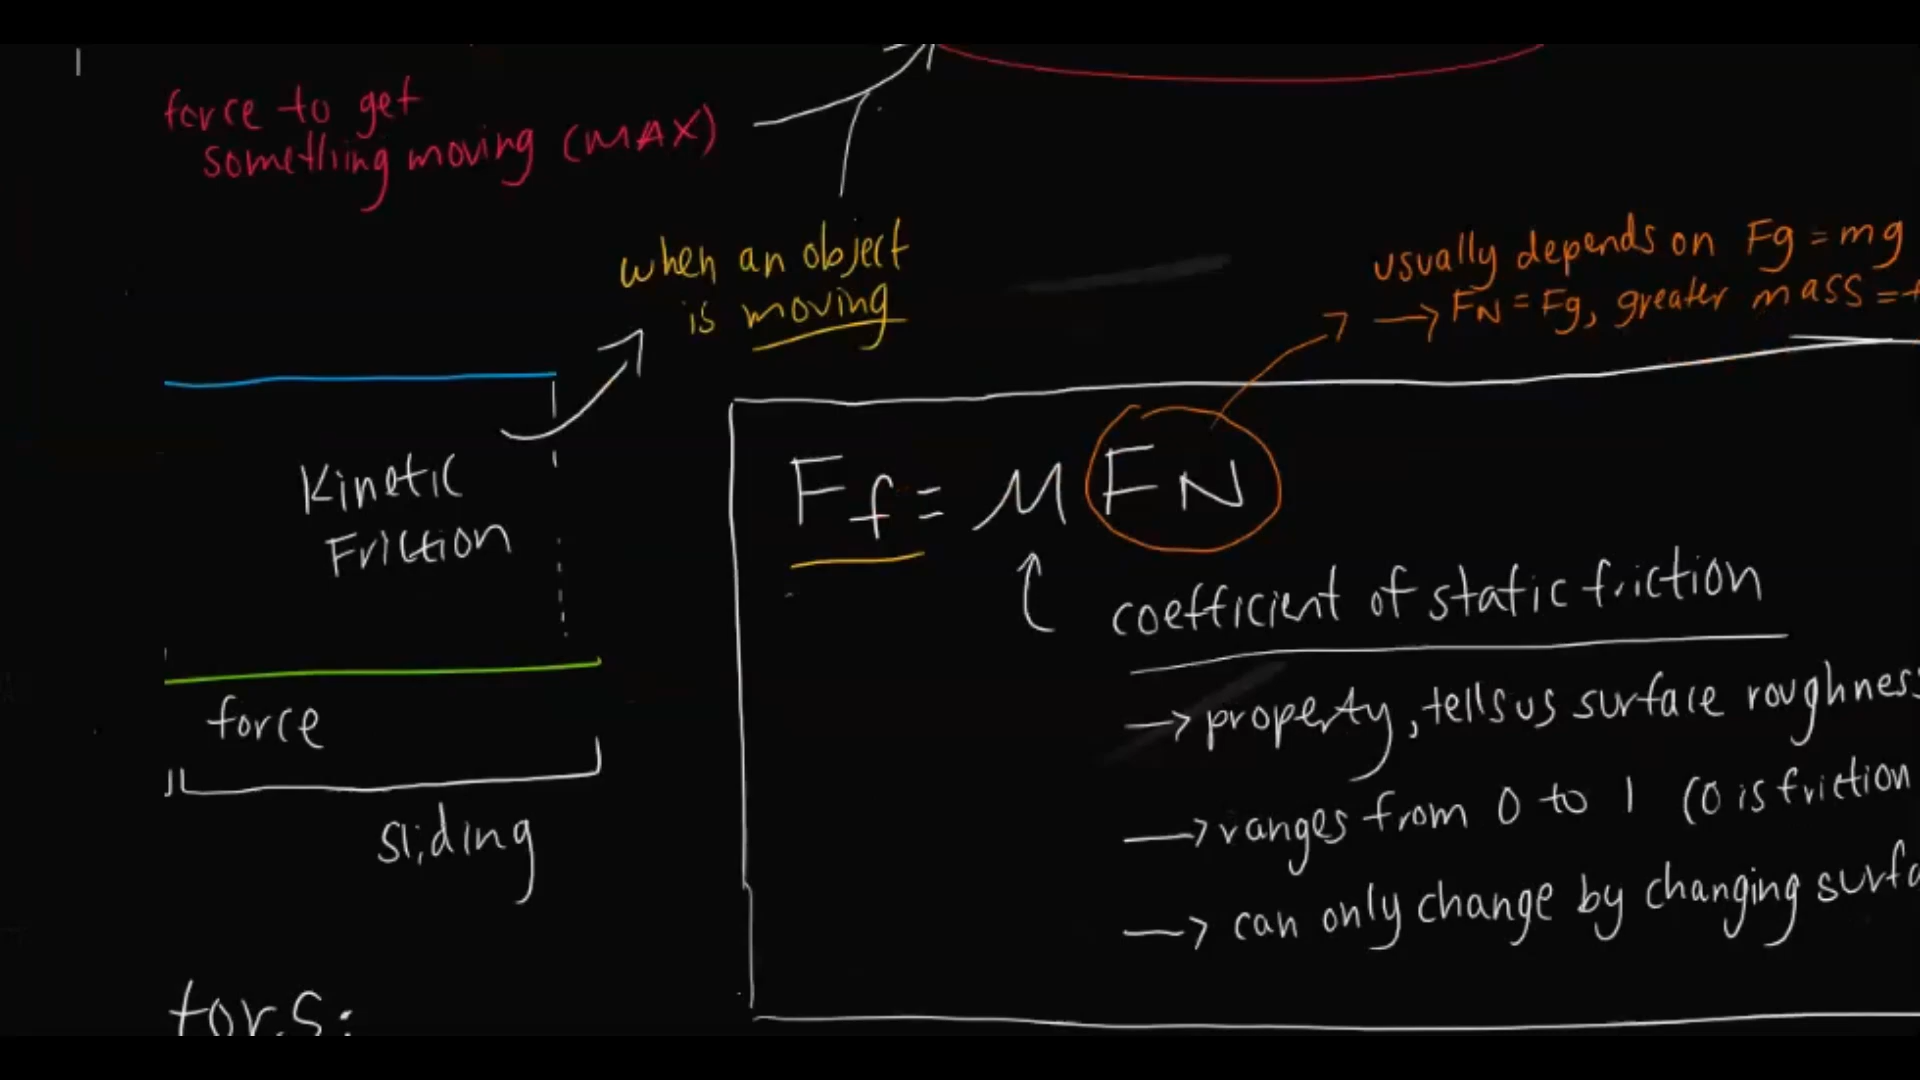 force to get
something moving (MAX)
when an object
is moving
usually depends on Fg = mg
→ FN = Fg, greater mass =
Kinetic
Friction
Ff = μ FN
coefficient of static friction
force
→ property, tells us surface roughness
→ ranges from 0 to 1 (0 is friction
sliding
→ can only change by changing surfa
tors: